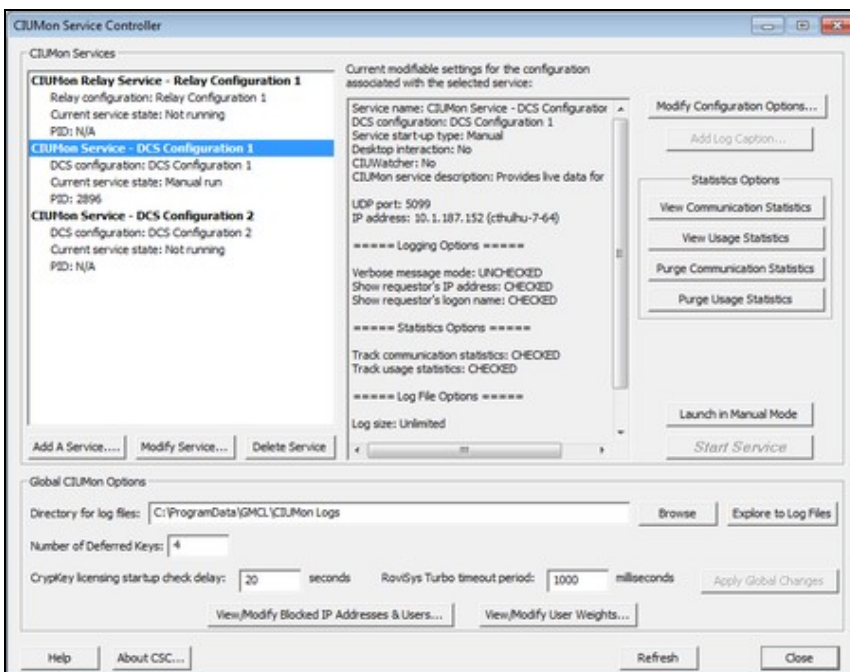 CIUMon Service Controller
CIUMon Services
CIUMon Relay Service - Relay Configuration 1
Relay configuration: Relay Configuration 1
Current service state: Not running
PID: N/A
CIUMon Service - DCS Configuration 1
DCS configuration: DCS Configuration 1
Current service state: Manual run
PID: 2896
CIUMon Service - DCS Configuration 2
DCS configuration: DCS Configuration 2
Current service state: Not running
PID: N/A
Add A Service....
Modify Service...
Delete Service
Current modifiable settings for the configuration
associated with the selected service:
Service name: CIUMon Service - DCS Configuration
DCS configuration: DCS Configuration 1
Service start-up type: Manual
Desktop interaction: No
CIUWatcher: No
CIUMon service description: Provides live data for
UDP port: 5099
IP address: 10.1.187.152 (cthulhu-7-64)
===== Logging Options =====
Verbose message mode: UNCHECKED
Show requestor's IP address: CHECKED
Show requestor's logon name: CHECKED
===== Statistics Options =====
Track communication statistics: CHECKED
Track usage statistics: CHECKED
===== Log File Options =====
Log size: Unlimited
Modify Configuration Options...
Add Log Caption...
Statistics Options
View Communication Statistics
View Usage Statistics
Purge Communication Statistics
Purge Usage Statistics
Launch in Manual Mode
Start Service
Global CIUMon Options
Directory for log files: C:\ProgramData\GMCL\CIUMon Logs
Browse
Explore to Log Files
Number of Deferred Keys: 4
CrypKey licensing startup check delay: 20 seconds
RoviSys Turbo timeout period: 1000 milliseconds
Apply Global Changes
View/Modify Blocked IP Addresses & Users...
View/Modify User Weights...
Help
About CSC...
Refresh
Close